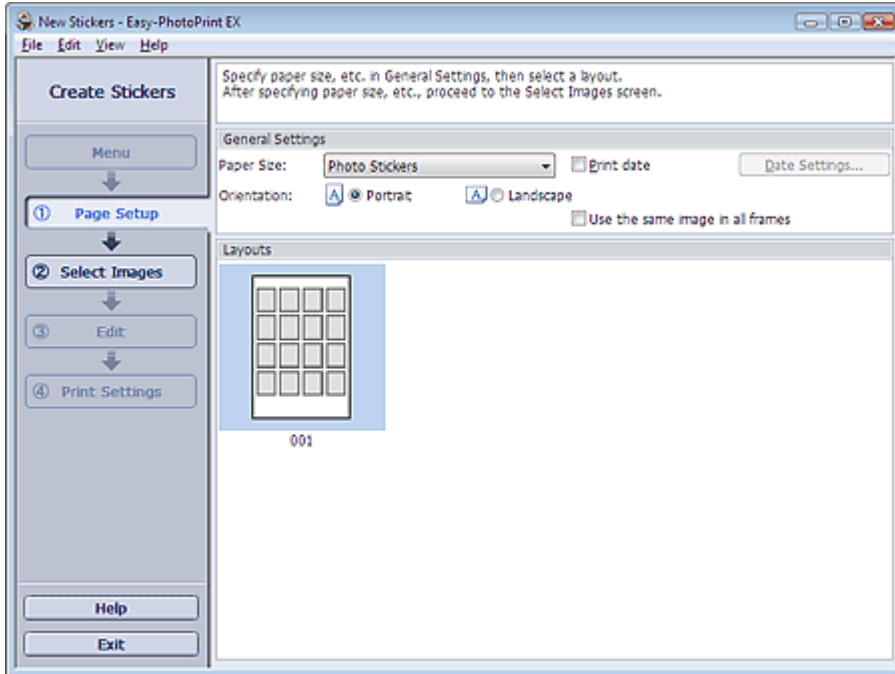 New Stickers - Easy-PhotoPrint EX
File Edit View Help
Create Stickers
Specify paper size, etc. in General Settings, then select a layout.
After specifying paper size, etc., proceed to the Select Images screen.
Menu
① Page Setup
② Select Images
③ Edit
④ Print Settings
Help
Exit
General Settings
Paper Size: Photo Stickers Print date Date Settings...
Orientation: A Portrait A Landscape
Use the same image in all frames
Layouts
001